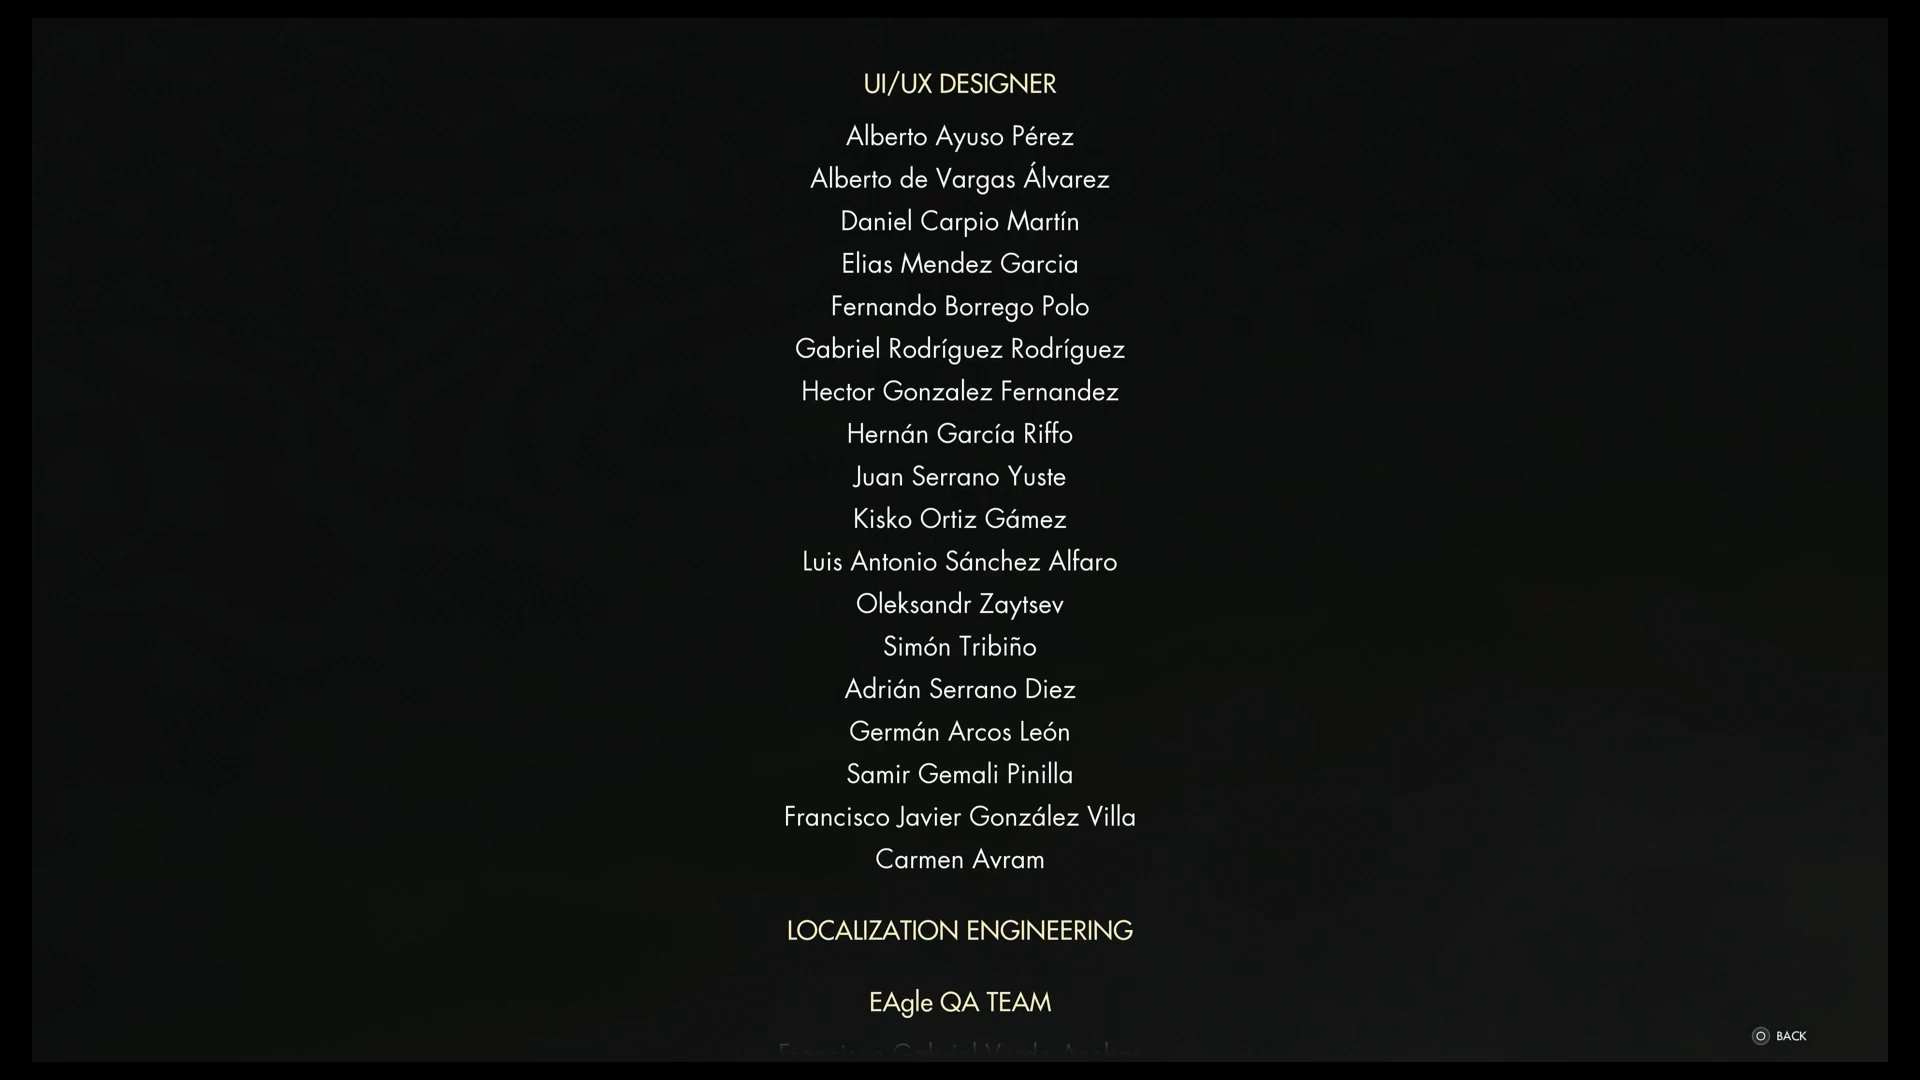 UI/UX DESIGNER
Alberto Ayuso Pérez
Alberto de Vargas Álvarez
Daniel Carpio Martín
Elias Mendez Garcia
Fernando Borrego Polo
Gabriel Rodríguez Rodríguez
Hector Gonzalez Fernandez
Hernán García Riffo
Juan Serrano Yuste
Kisko Ortiz Gámez
Luis Antonio Sánchez Alfaro
Oleksandr Zaytsev
Simón Tribiño
Adrián Serrano Diez
Germán Arcos León
Samir Gemali Pinilla
Francisco Javier González Villa
Carmen Avram
LOCALIZATION ENGINEERING
EAgle QA TEAM
Francisco Gabriel
BACK